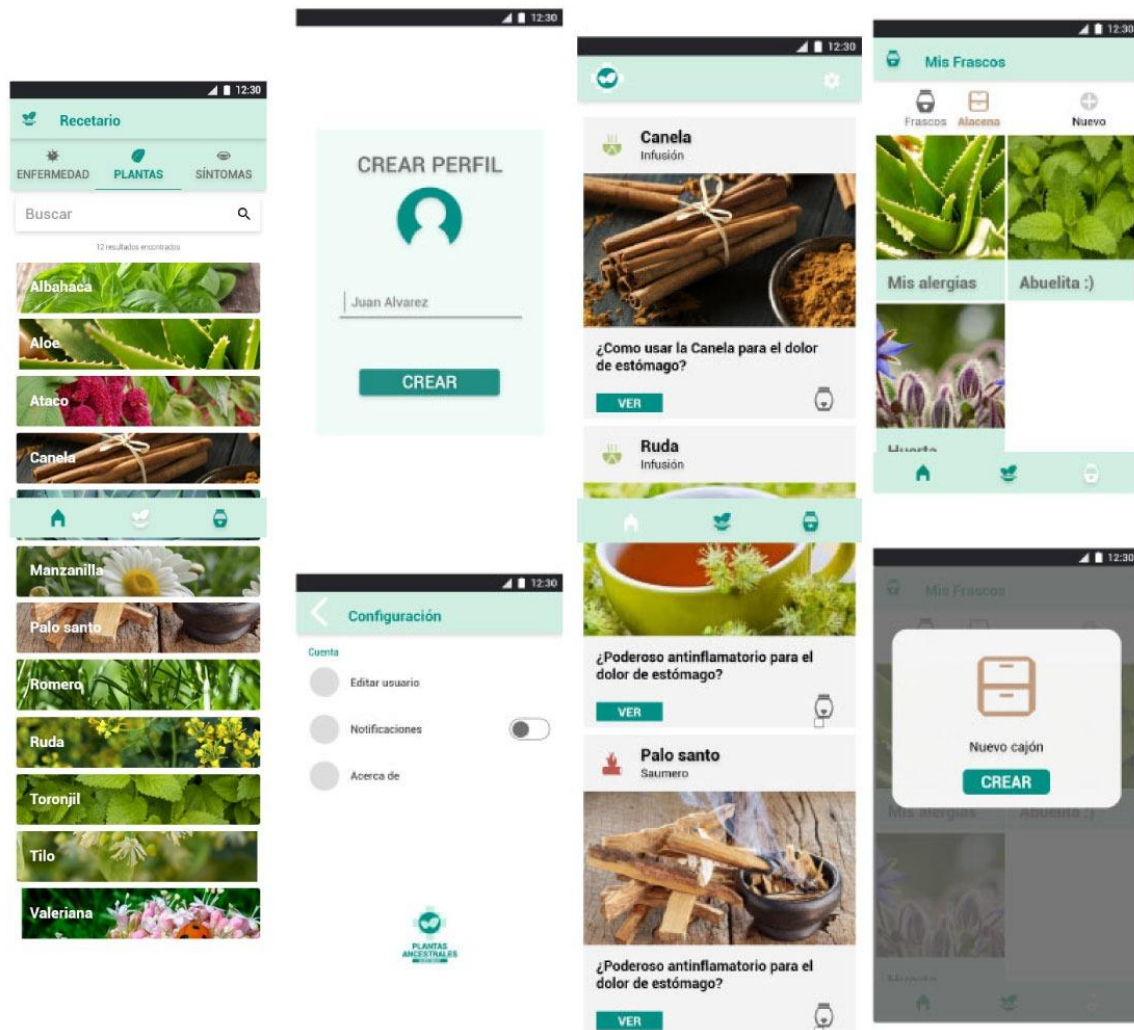 12:30
Recetario
ENFERMEDAD
PLANTAS
SÍNTOMAS
Buscar
12 resultados encontrados
Albahaca
Aloe
Ataco
Canela
Manzanilla
Palo santo
Romero
Ruda
Toronjil
Tilo
Valeriana
12:30
CREAR PERFIL
Juan Alvarez
CREAR
12:30
Configuración
Cuenta
Editar usuario
Notificaciones
Acerca de
PLANTAS
ANCESTRALES
12:30
Canela
Infusión
¿Como usar la Canela para el dolor
de estómago?
VER
Ruda
Infusión
¿Poderoso antinflamatorio para el
dolor de estómago?
VER
Palo santo
Saumero
¿Poderoso antinflamatorio para el
dolor de estómago?
VER
12:30
Mis Frascos
Frascos
Alacena
Nuevo
Mis alergias
Abuelita :)
Huerta
12:30
Mis Frascos
Nuevo cajón
CREAR
Mis alergias
Abuelita :)
Huerta